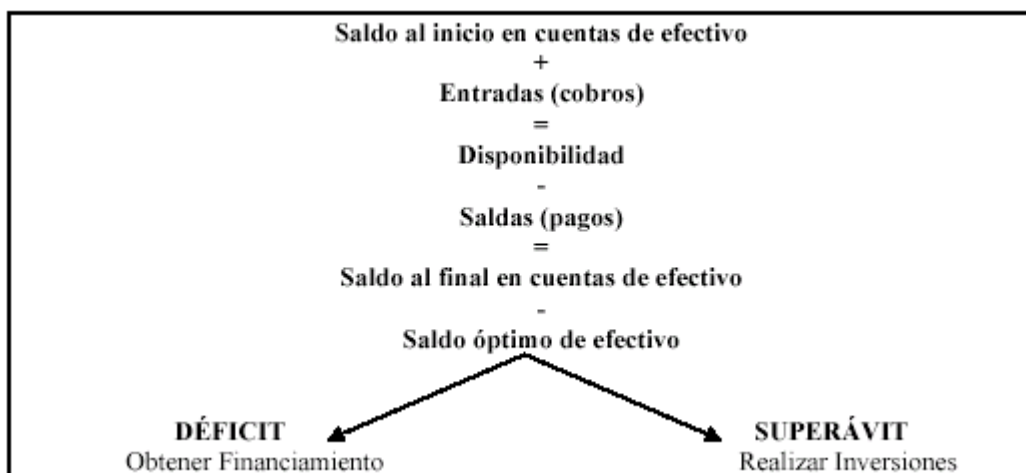 Saldo al inicio en cuentas de efectivo
+
Entradas (cobros)
=
Disponibilidad
-
Saldas (pagos)
=
Saldo al final en cuentas de efectivo
-
Saldo óptimo de efectivo
DÉFICIT
Obtener Financiamiento
SUPERÁVIT
Realizar Inversiones